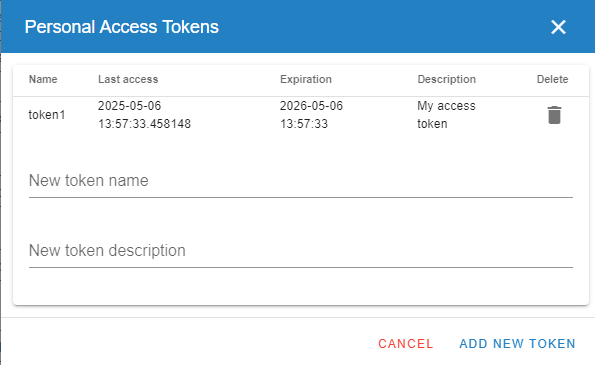 Personal Access Tokens
Name Last access Expiration Description Delete
token1 2025-05-06 13:57:33.458148 2026-05-06 13:57:33 My access token
New token name
New token description
CANCEL ADD NEW TOKEN